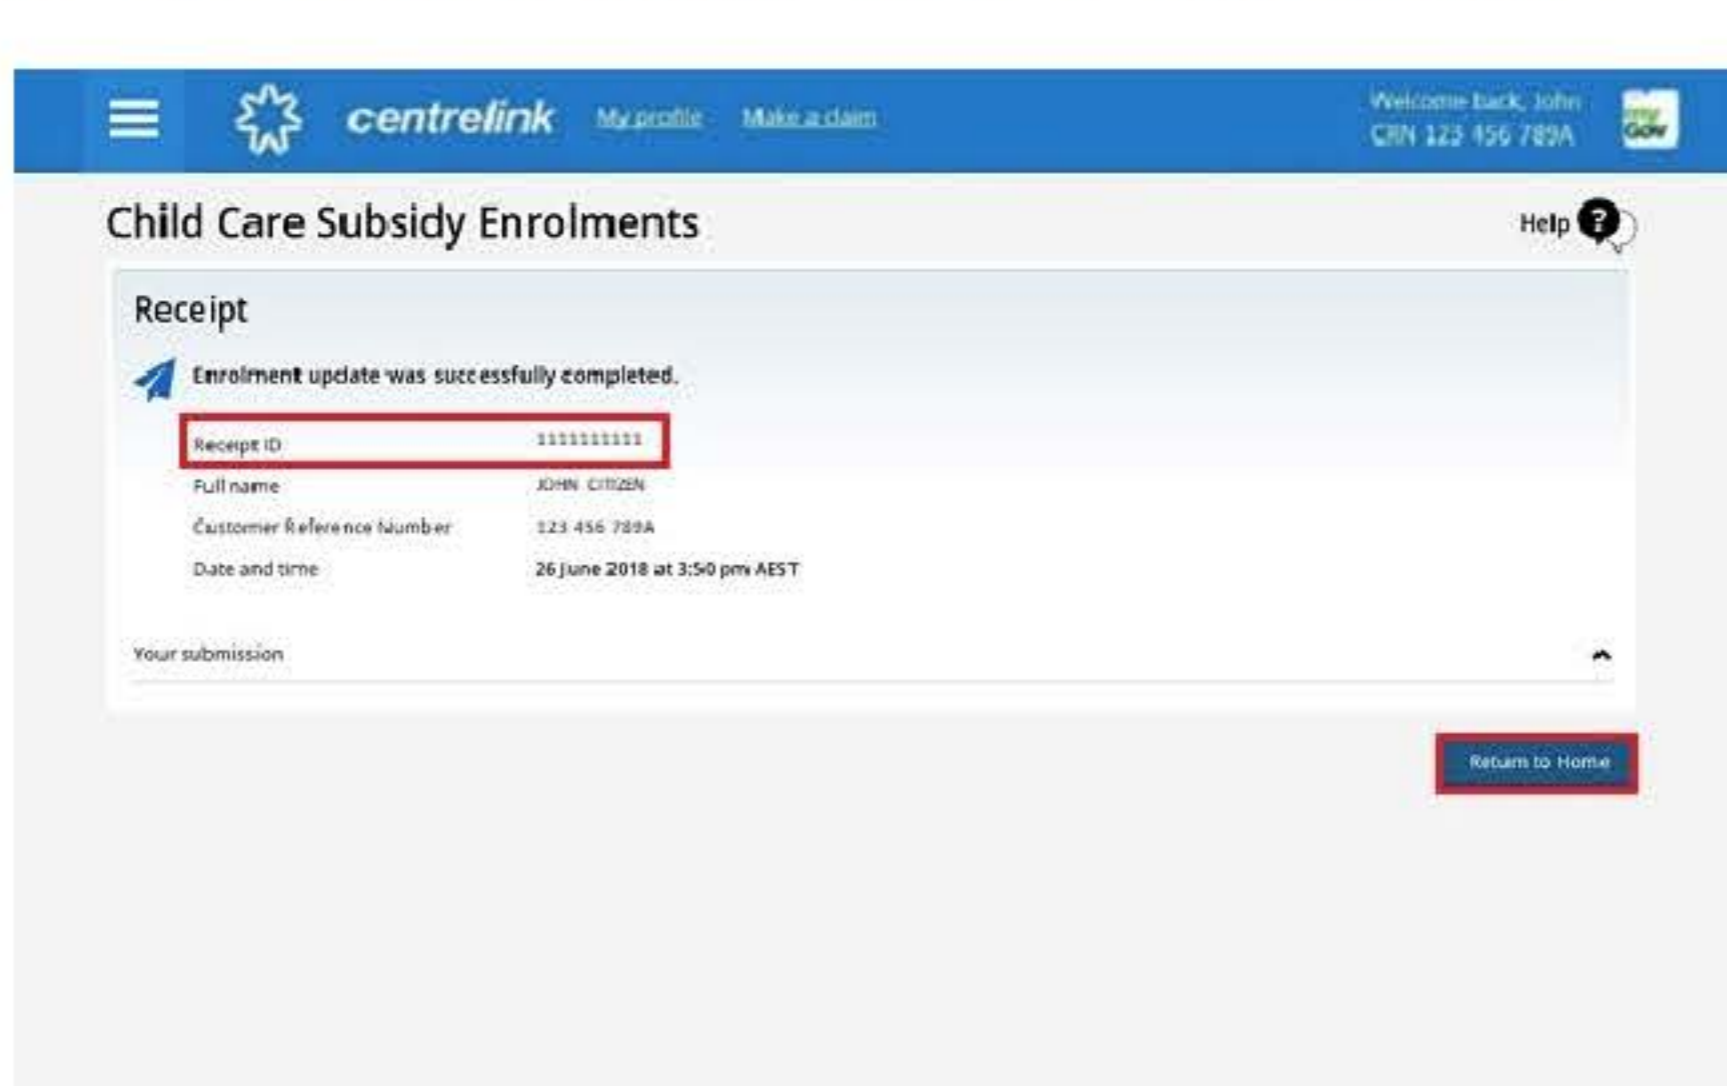 centrelink My profile Make a claim Welcome back, John
CRN 123 456 789A
my
Gov
Child Care Subsidy Enrolments Help ?
Receipt
Enrolment update was successfully completed.
Receipt ID 1111111111
Full name JOHN CITIZEN
Customer Reference Number 123 456 789A
Date and time 26 June 2018 at 3:50 pm AEST
Your submission
Return to Home